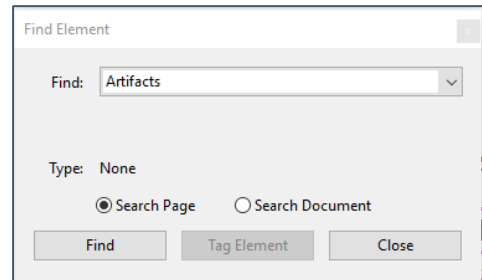 Find Element
Find: Artifacts
Type: None
Search Page Search Document
Find Tag Element Close